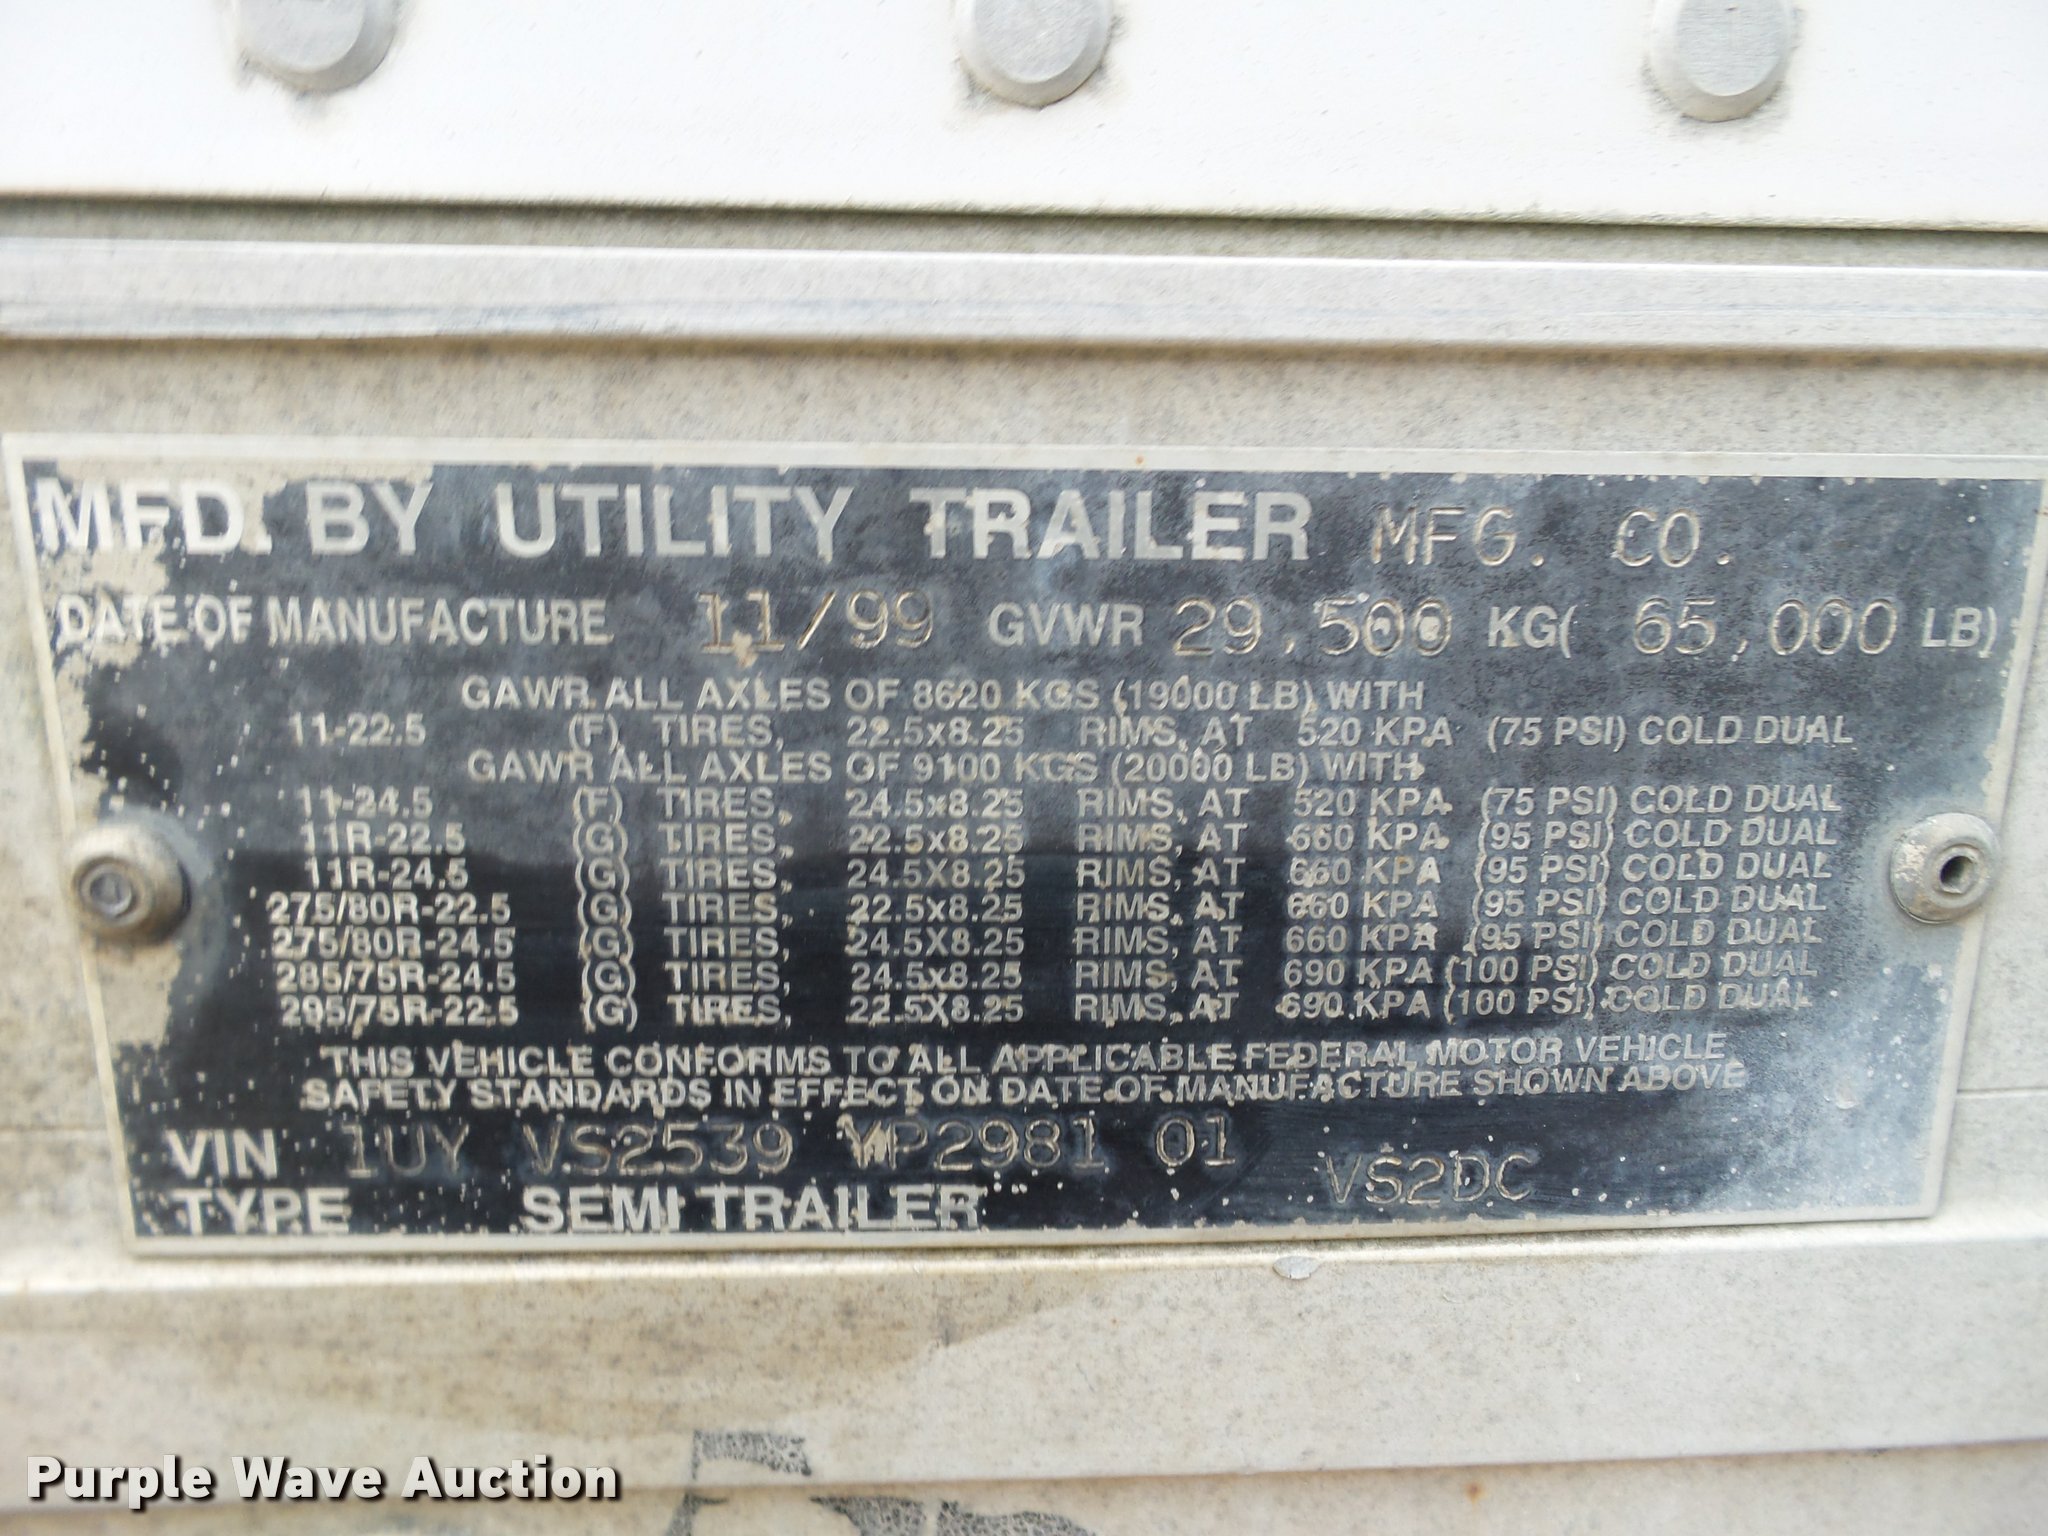 MFD. BY UTILITY TRAILER MFG. CO.
DATE OF MANUFACTURE 11/99 GVWR 29,500 KG( 65,000 LB)
GAWR ALL AXLES OF 8620 KGS (19000 LB) WITH
11-22.5 (F) TIRES, 22.5x8.25 RIMS, AT 520 KPA (75 PSI) COLD DUAL
GAWR ALL AXLES OF 9100 KGS (20000 LB) WITH
11-24.5 (F) TIRES, 24.5x8.25 RIMS, AT 520 KPA (75 PSI) COLD DUAL
11R-22.5 (G) TIRES, 22.5x8.25 RIMS, AT 660 KPA (95 PSI) COLD DUAL
11R-24.5 (G) TIRES, 24.5X8.25 RIMS, AT 660 KPA (95 PSI) COLD DUAL
275/80R-22.5 (G) TIRES, 22.5x8.25 RIMS, AT 660 KPA (95 PSI) COLD DUAL
275/80R-24.5 (G) TIRES, 24.5X8.25 RIMS, AT 660 KPA (95 PSI) COLD DUAL
285/75R-24.5 (G) TIRES, 24.5x8.25 RIMS, AT 690 KPA (100 PSI) COLD DUAL
295/75R-22.5 (G) TIRES, 22.5X8.25 RIMS, AT 690 KPA (100 PSI) COLD DUAL
THIS VEHICLE CONFORMS TO ALL APPLICABLE FEDERAL MOTOR VEHICLE
SAFETY STANDARDS IN EFFECT ON DATE OF MANUFACTURE SHOWN ABOVE
VIN 1UY VS2539 YP2981 01
VS2DC
TYPE SEMI TRAILER
Purple Wave Auction